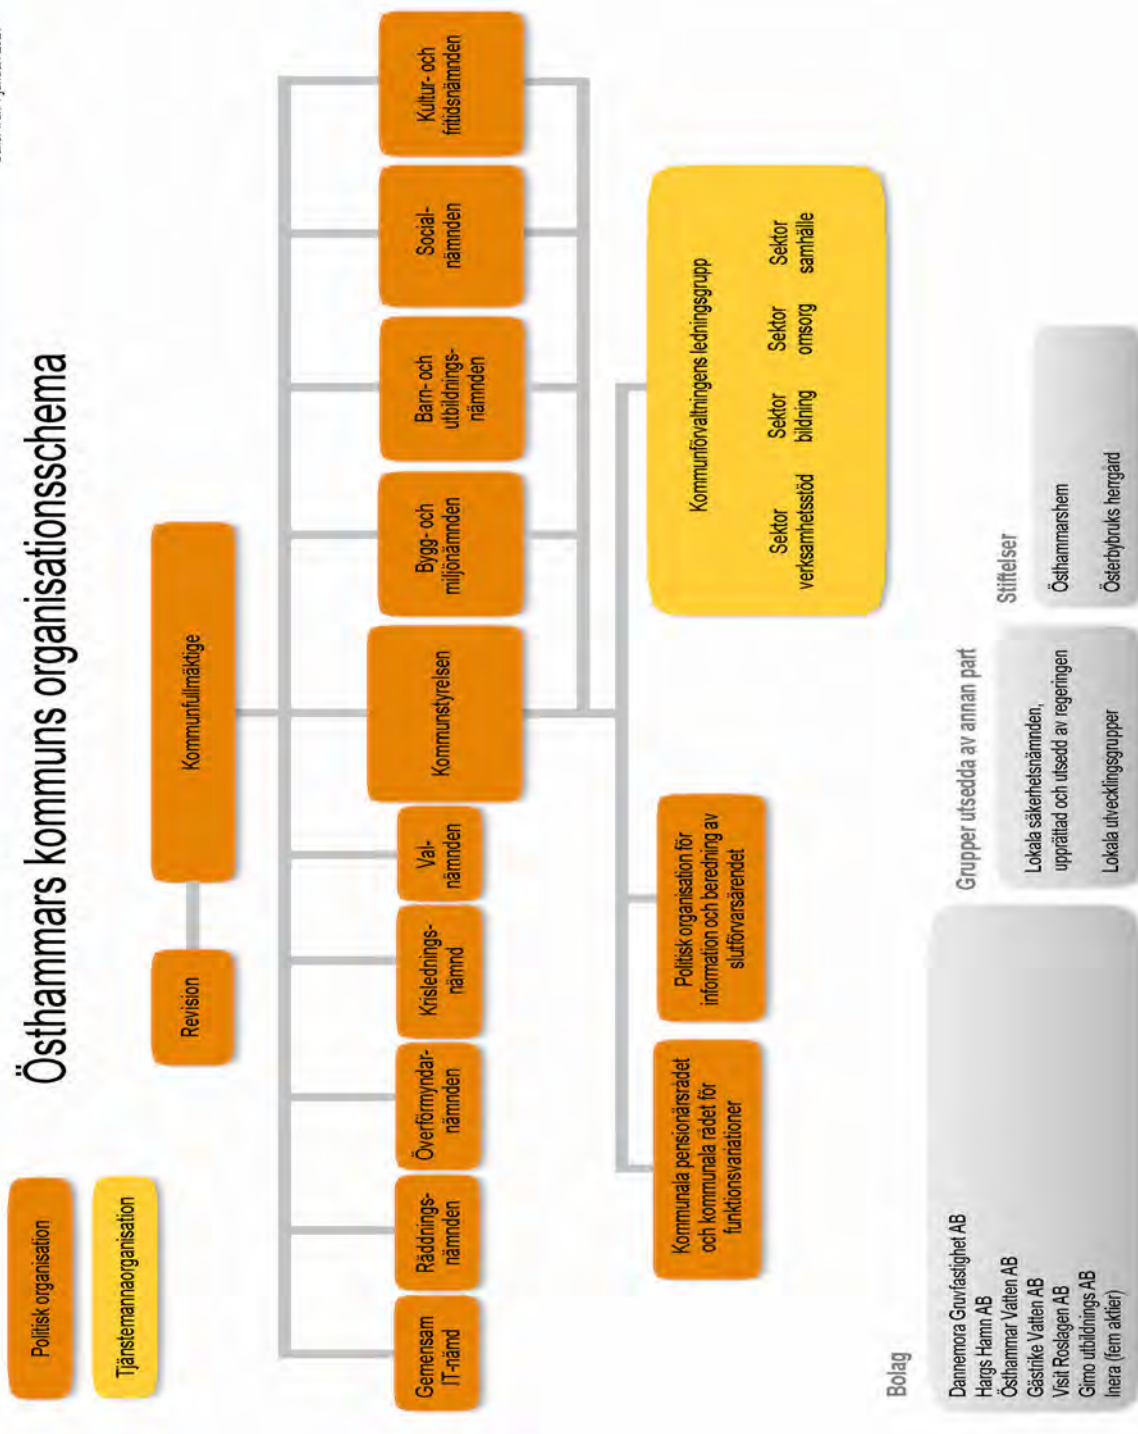 Östhammars kommuns organisationsschema
Politisk organisation
Tjänstemannaorganisation
Revision
Kommunfullmäktige
Gemensam
IT-nämd
Räddnings-
nämnden
Överförmyndar-
nämnden
Krislednings-
nämnd
Val-
nämnden
Kommunstyrelsen
Bygg- och
miljönämnden
Barn- och
utbildnings-
nämnden
Social-
nämnden
Kultur- och
fritidsnämnden
Kommunala pensionärsrådet
och kommunala rådet för
funktionsvariationer
Politisk organisation för
information och beredning av
slutförvarsärendet
Kommunförvaltningens ledningsgrupp
Sektor
verksamhetsstöd
Sektor
bildning
Sektor
omsorg
Sektor
samhälle
Bolag
Dannemora Gruvfastighet AB
Hargs Hamn AB
Östhammar Vatten AB
Gästrike Vatten AB
Visit Roslagen AB
Gimo utbildnings AB
Inera (fem aktier)
Grupper utsedda av annan part
Lokala säkerhetsnämnden,
upprättad och utsedd av regeringen
Lokala utvecklingsgrupper
Stiftelser
Östhammarshem
Österbybruks herrgård